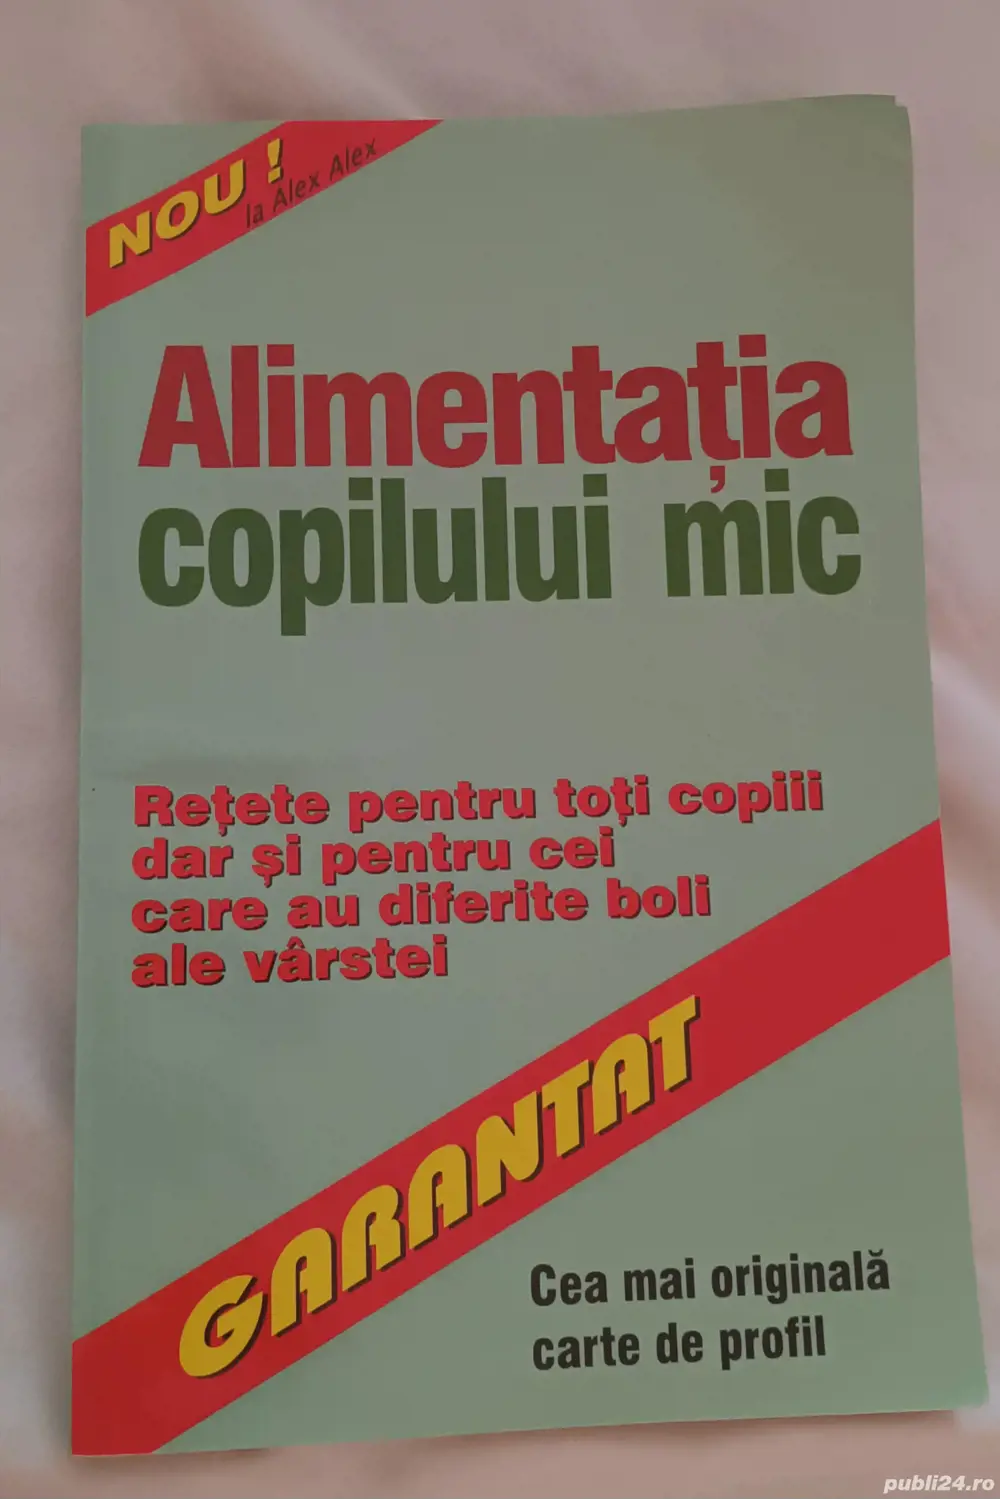 NOU !
la Alex Alex
Alimentația
copilului mic
Rețete pentru toți copiii
dar și pentru cei
care au diferite boli
ale vârstei
GARANTAT
Cea mai originală
carte de profil
publi24.ro